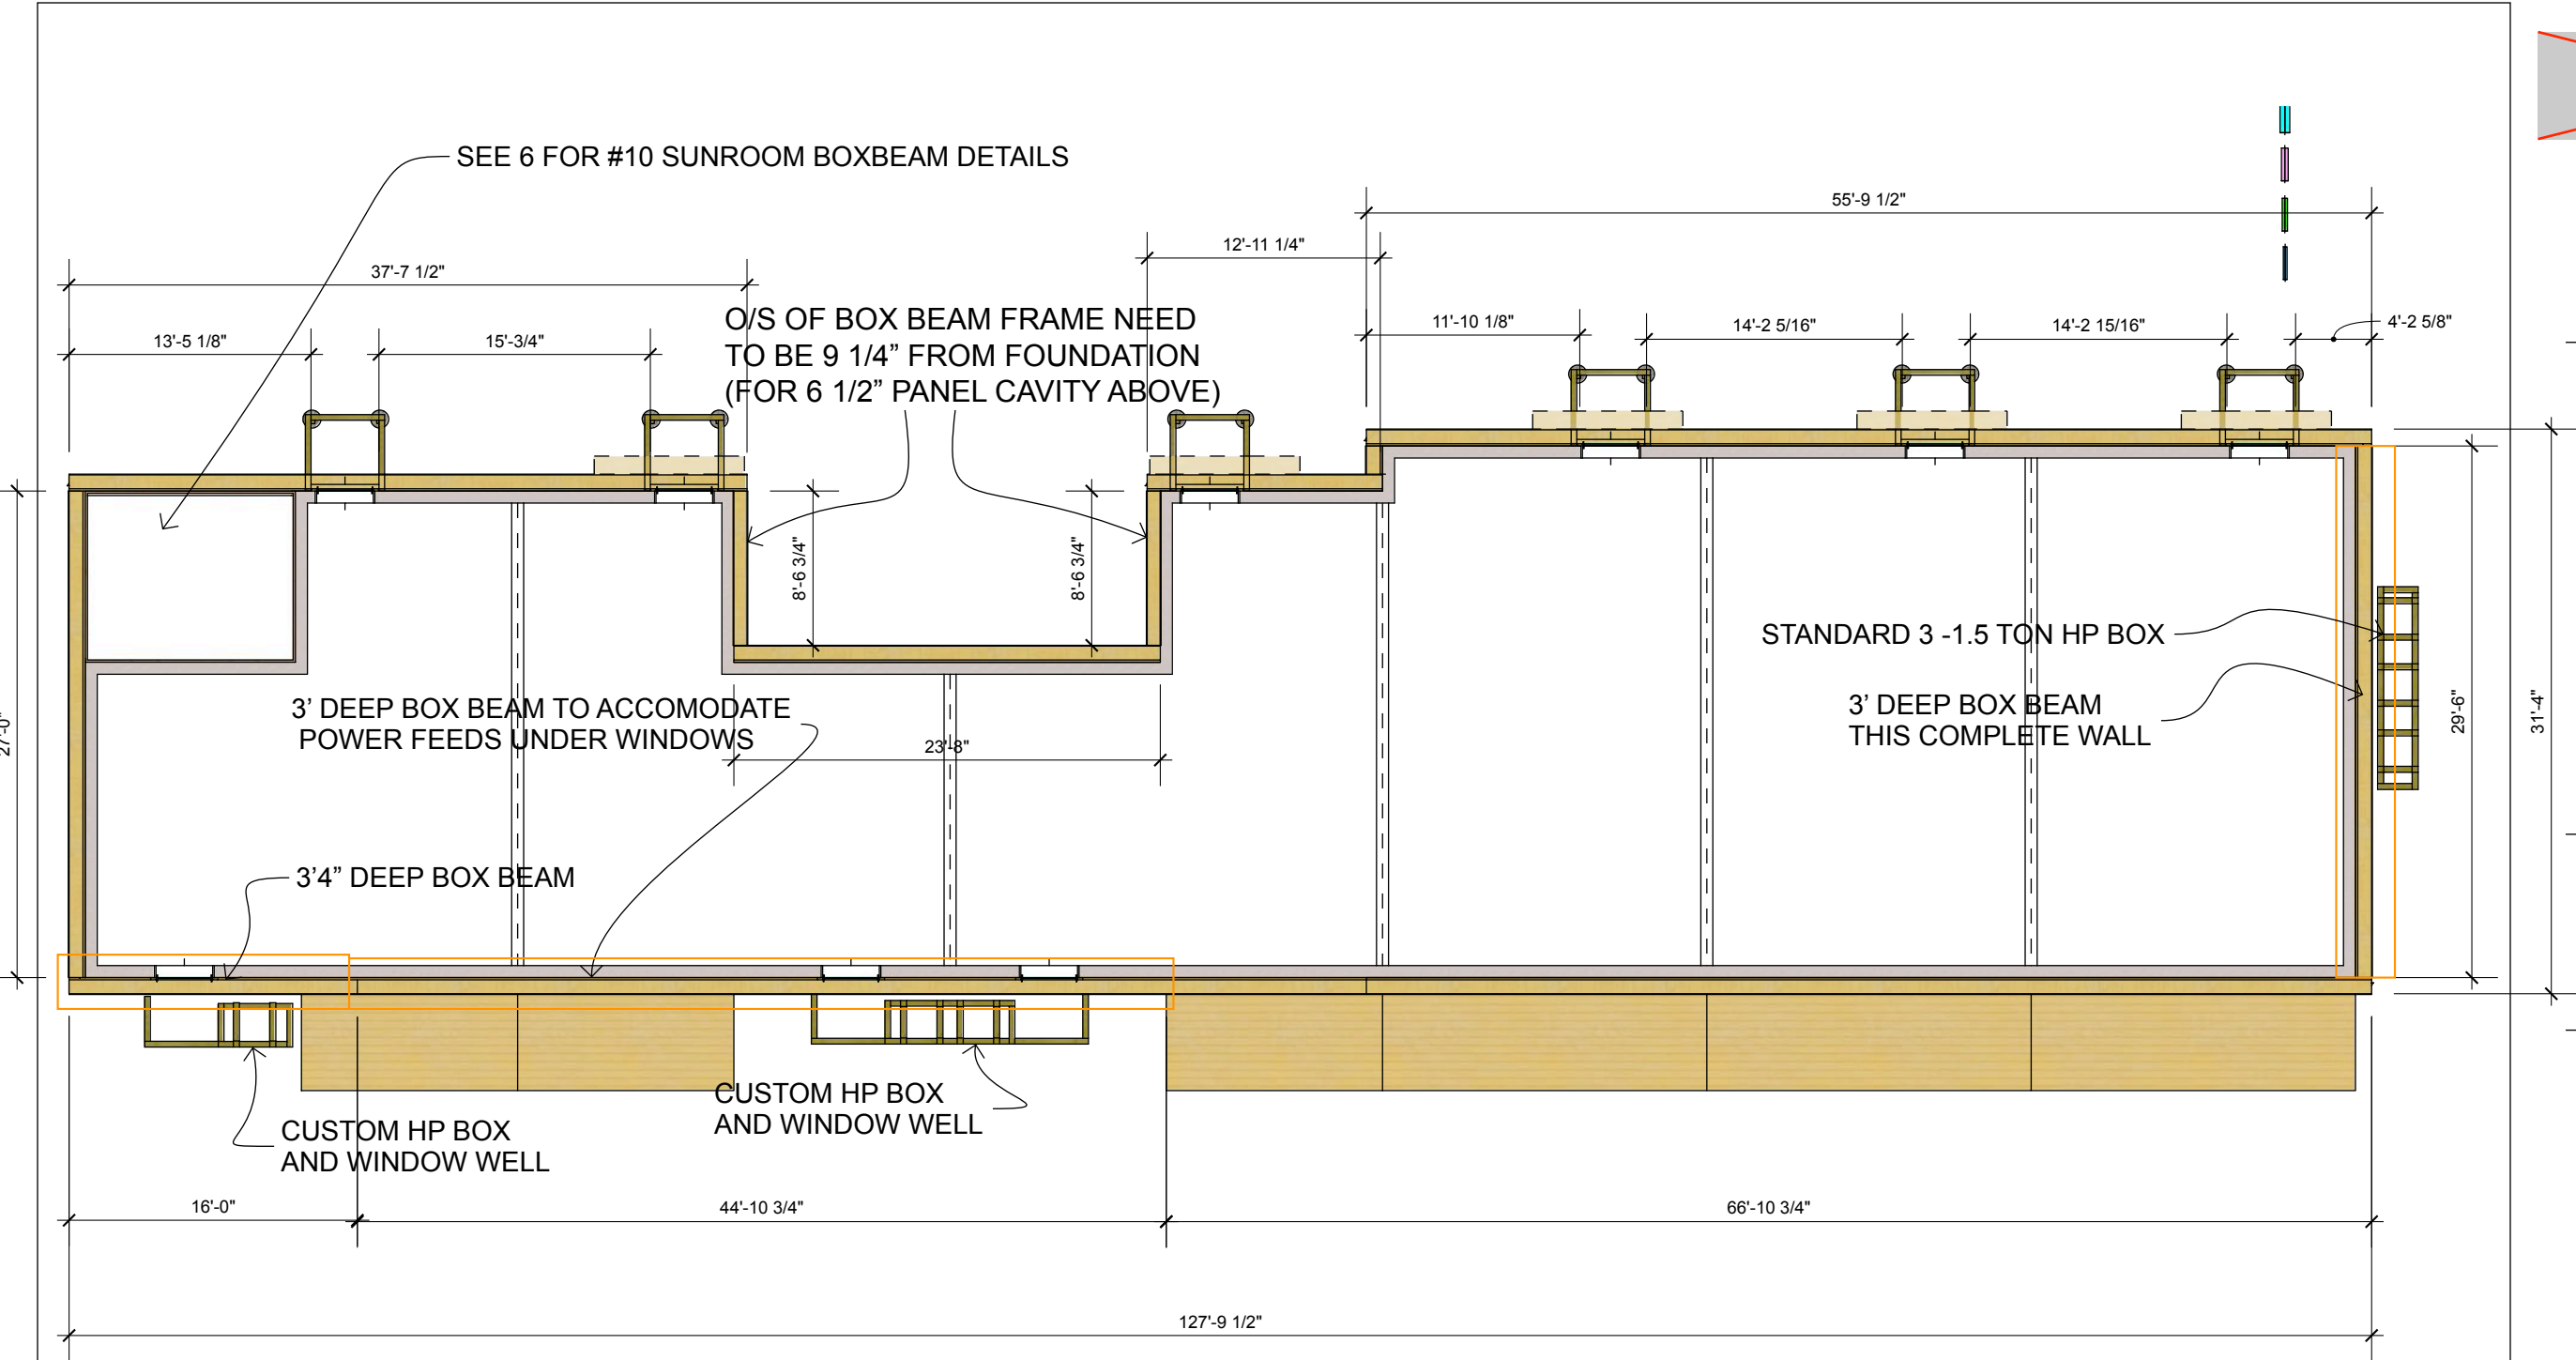 SEE 6 FOR #10 SUNROOM BOXBEAM DETAILS
55'-9 1/2"
12'-11 1/4"
37'-7 1/2"
O/S OF BOX BEAM FRAME NEED
TO BE 9 1/4” FROM FOUNDATION
(FOR 6 1/2” PANEL CAVITY ABOVE)
13'-5 1/8"
15'-3/4"
11'-10 1/8"
14'-2 5/16"
14'-2 15/16"
4'-2 5/8"
8'-6 3/4"
8'-6 3/4"
STANDARD 3 -1.5 TON HP BOX
3’ DEEP BOX BEAM
THIS COMPLETE WALL
29'-6"
31'-4"
27'-0"
3’ DEEP BOX BEAM TO ACCOMODATE
POWER FEEDS UNDER WINDOWS
23'-8"
3’4” DEEP BOX BEAM
CUSTOM HP BOX
AND WINDOW WELL
CUSTOM HP BOX
AND WINDOW WELL
16'-0"
44'-10 3/4"
66'-10 3/4"
127'-9 1/2"